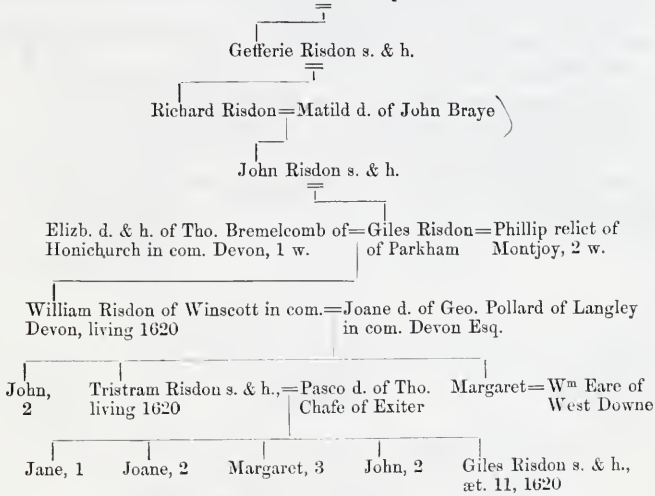 Gefferie Risdon s. & h.
Richard Risdon=Matild d. of John Braye
John Risdon s. & h.
Elizb. d. & h. of Tho. Bremelcomb of=Giles Risdon=Phillip relict of
Honichurch in com. Devon, 1 w. of Parkham Montjoy, 2 w.
William Risdon of Winscott in com.=Joane d. of Geo. Pollard of Langley
Devon, living 1620 in com. Devon Esq.
John, Tristram Risdon s. & h.,=Pasco d. of Tho. Margaret=Wm Eare of
2 living 1620 Chafe of Exiter West Downe
Jane, 1 Joane, 2 Margaret, 3 John, 2 Giles Risdon s. & h.,
æt. 11, 1620